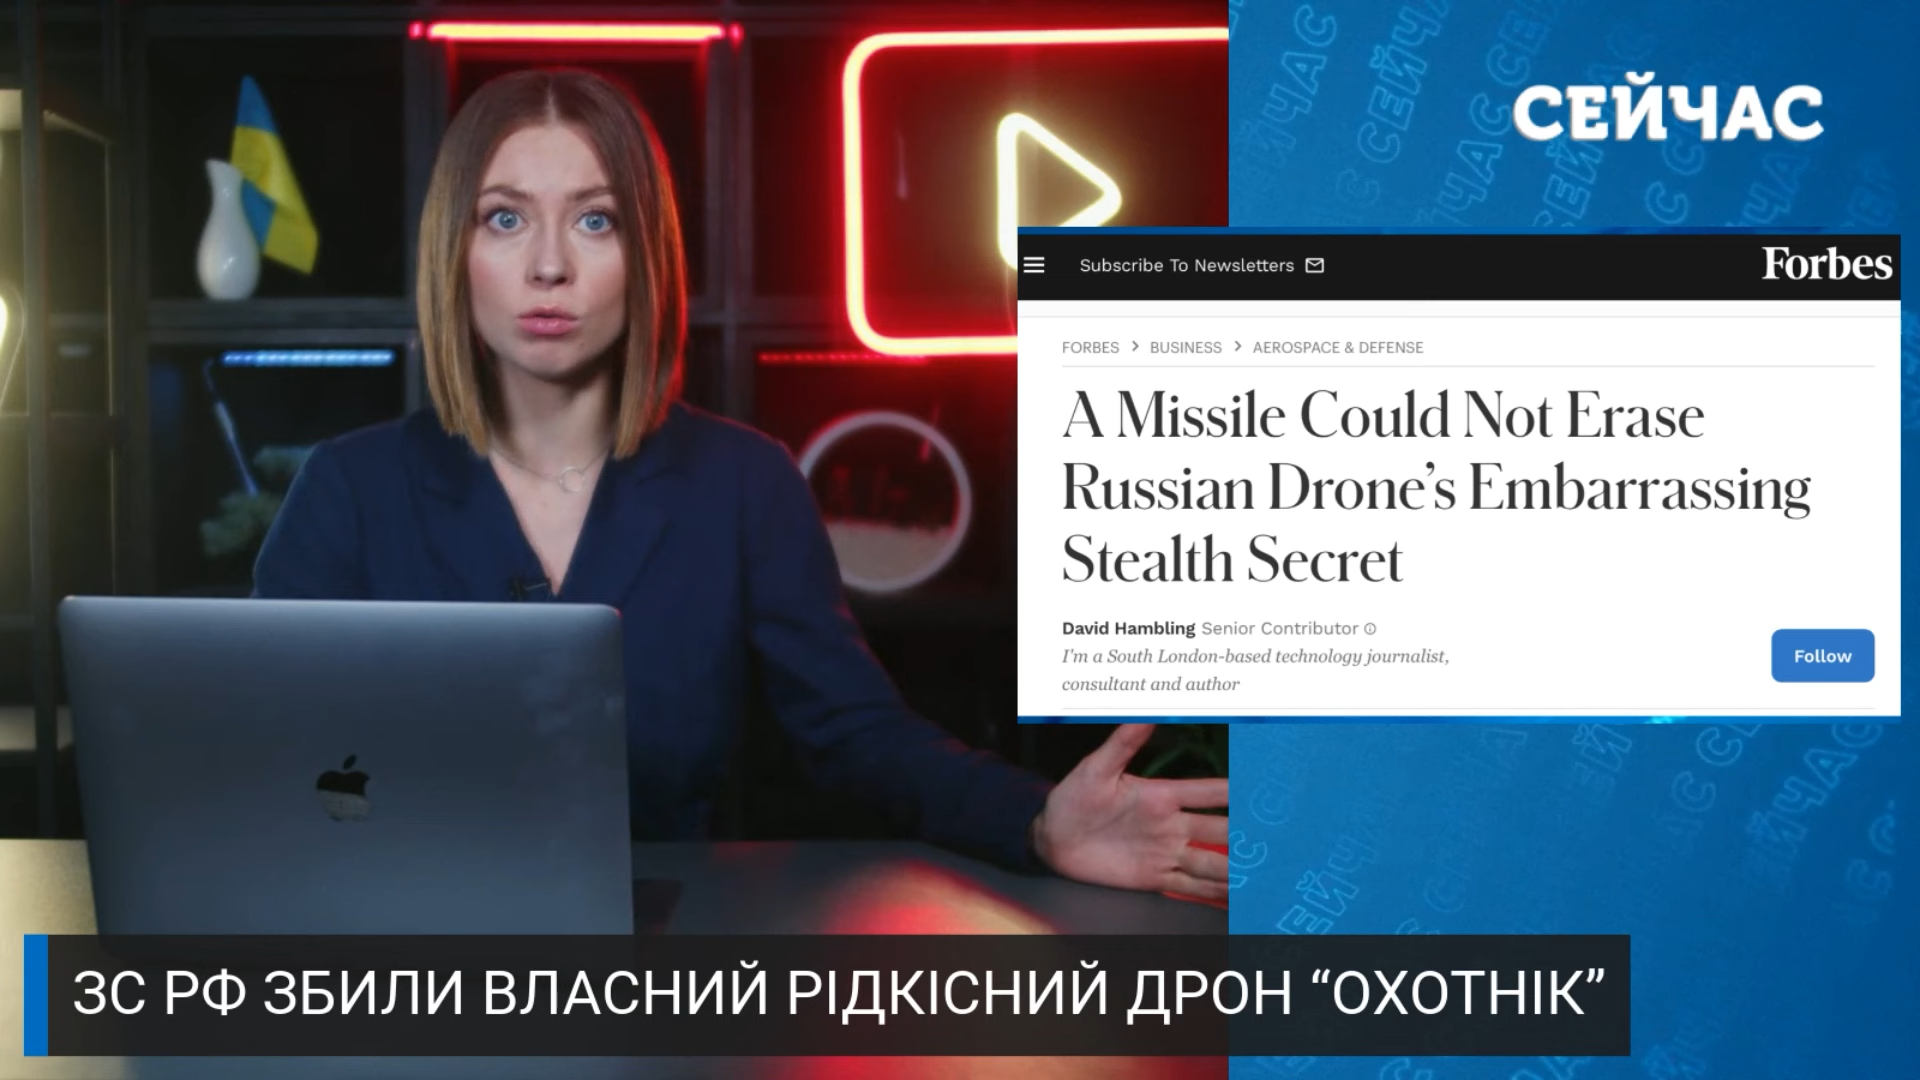 СЕЙЧАС
Subscribe To Newsletters
Forbes
FORBES > BUSINESS > AEROSPACE & DEFENSE
A Missile Could Not Erase
Russian Drone’s Embarrassing
Stealth Secret
David Hambling Senior Contributor
I'm a South London-based technology journalist,
consultant and author
Follow
ЗС РФ ЗБИЛИ ВЛАСНИЙ РІДКІСНИЙ ДРОН “ОХОТНІК”